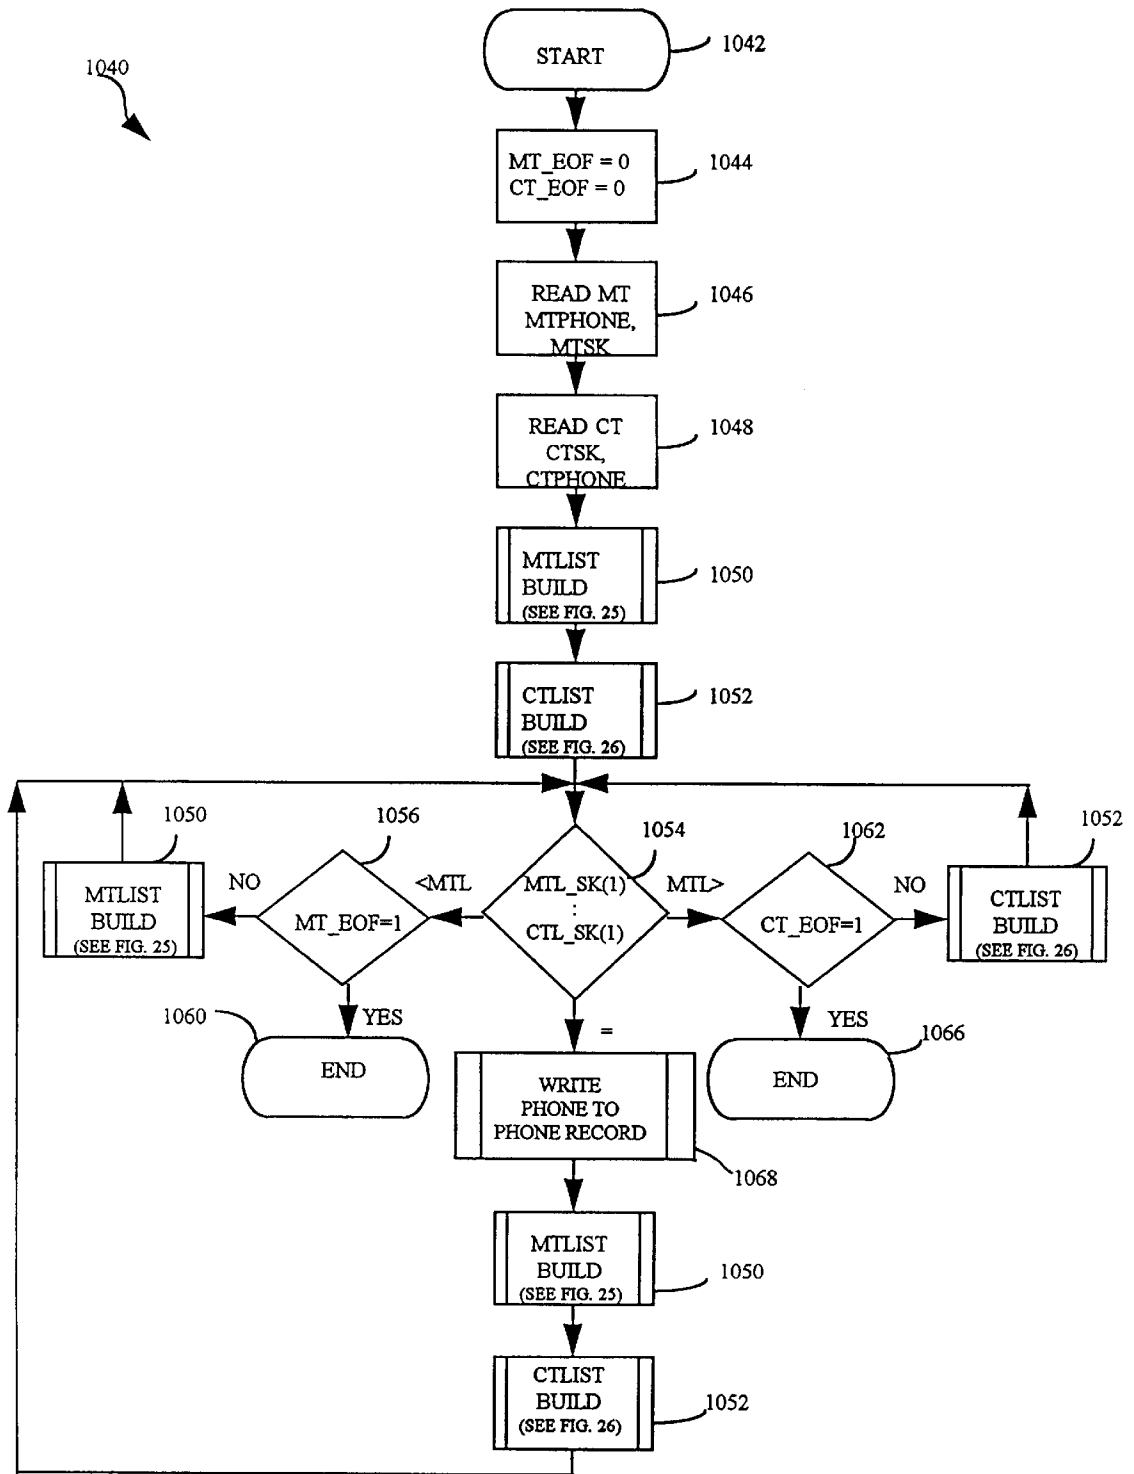 START
1042
1040
MT_EOF = 0
CT_EOF = 0
1044
READ MT
MTPHONE,
MTSK
1046
READ CT
CTSK,
CTPHONE
1048
MTLIST
BUILD
(SEE FIG. 25)
1050
CTLIST
BUILD
(SEE FIG. 26)
1052
1050
MTLIST
BUILD
(SEE FIG. 25)
NO
1056
MT_EOF=1
<MTL
1054
MTL_SK(1)
:
CTL_SK(1)
MTL>
1062
CT_EOF=1
NO
1052
CTLIST
BUILD
(SEE FIG. 26)
YES
1060
END
=
YES
1066
END
WRITE
PHONE TO
PHONE RECORD
1068
MTLIST
BUILD
(SEE FIG. 25)
1050
CTLIST
BUILD
(SEE FIG. 26)
1052